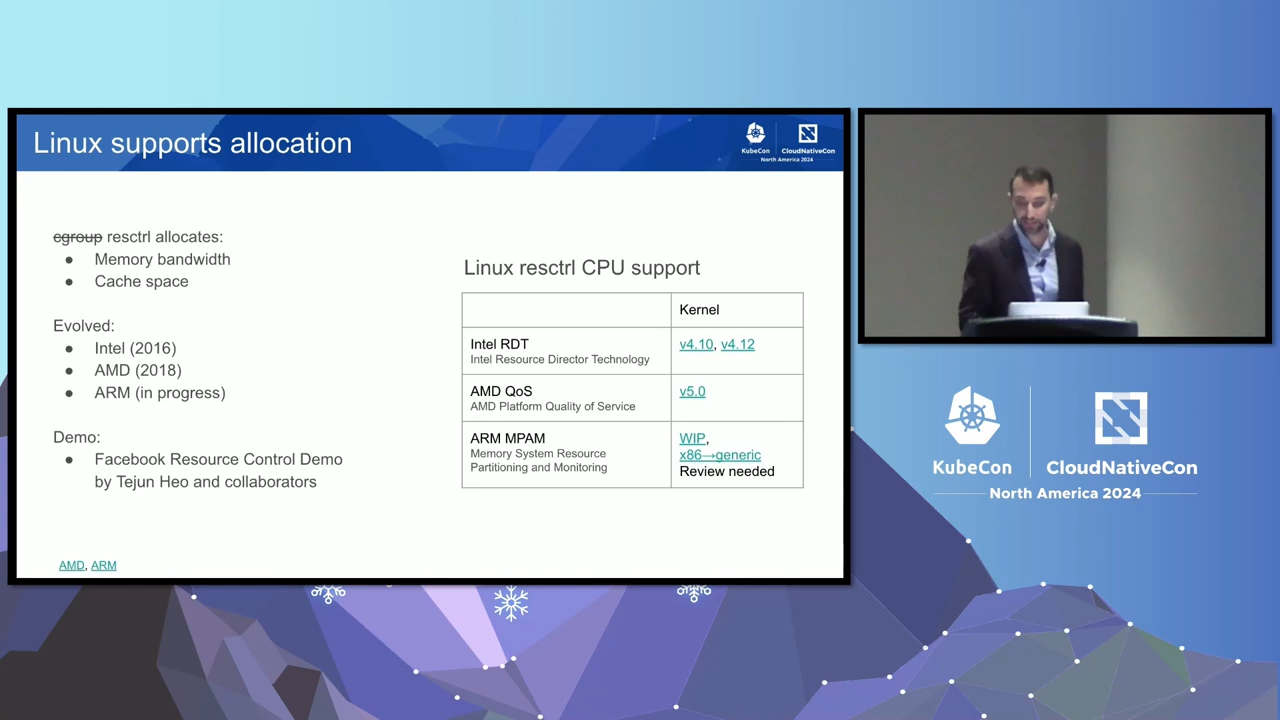 Linux supports allocation
KubeCon
CloudNativeCon
North America 2024
cgroup resctrl allocates:
● Memory bandwidth
● Cache space
Evolved:
● Intel (2016)
● AMD (2018)
● ARM (in progress)
Demo:
● Facebook Resource Control Demo
by Tejun Heo and collaborators
AMD, ARM
Linux resctrl CPU support
Kernel
Intel RDT
Intel Resource Director Technology
v4.10, v4.12
AMD QoS
AMD Platform Quality of Service
v5.0
ARM MPAM
Memory System Resource
Partitioning and Monitoring
WIP,
x86→generic
Review needed
KubeCon
CloudNativeCon
North America 2024